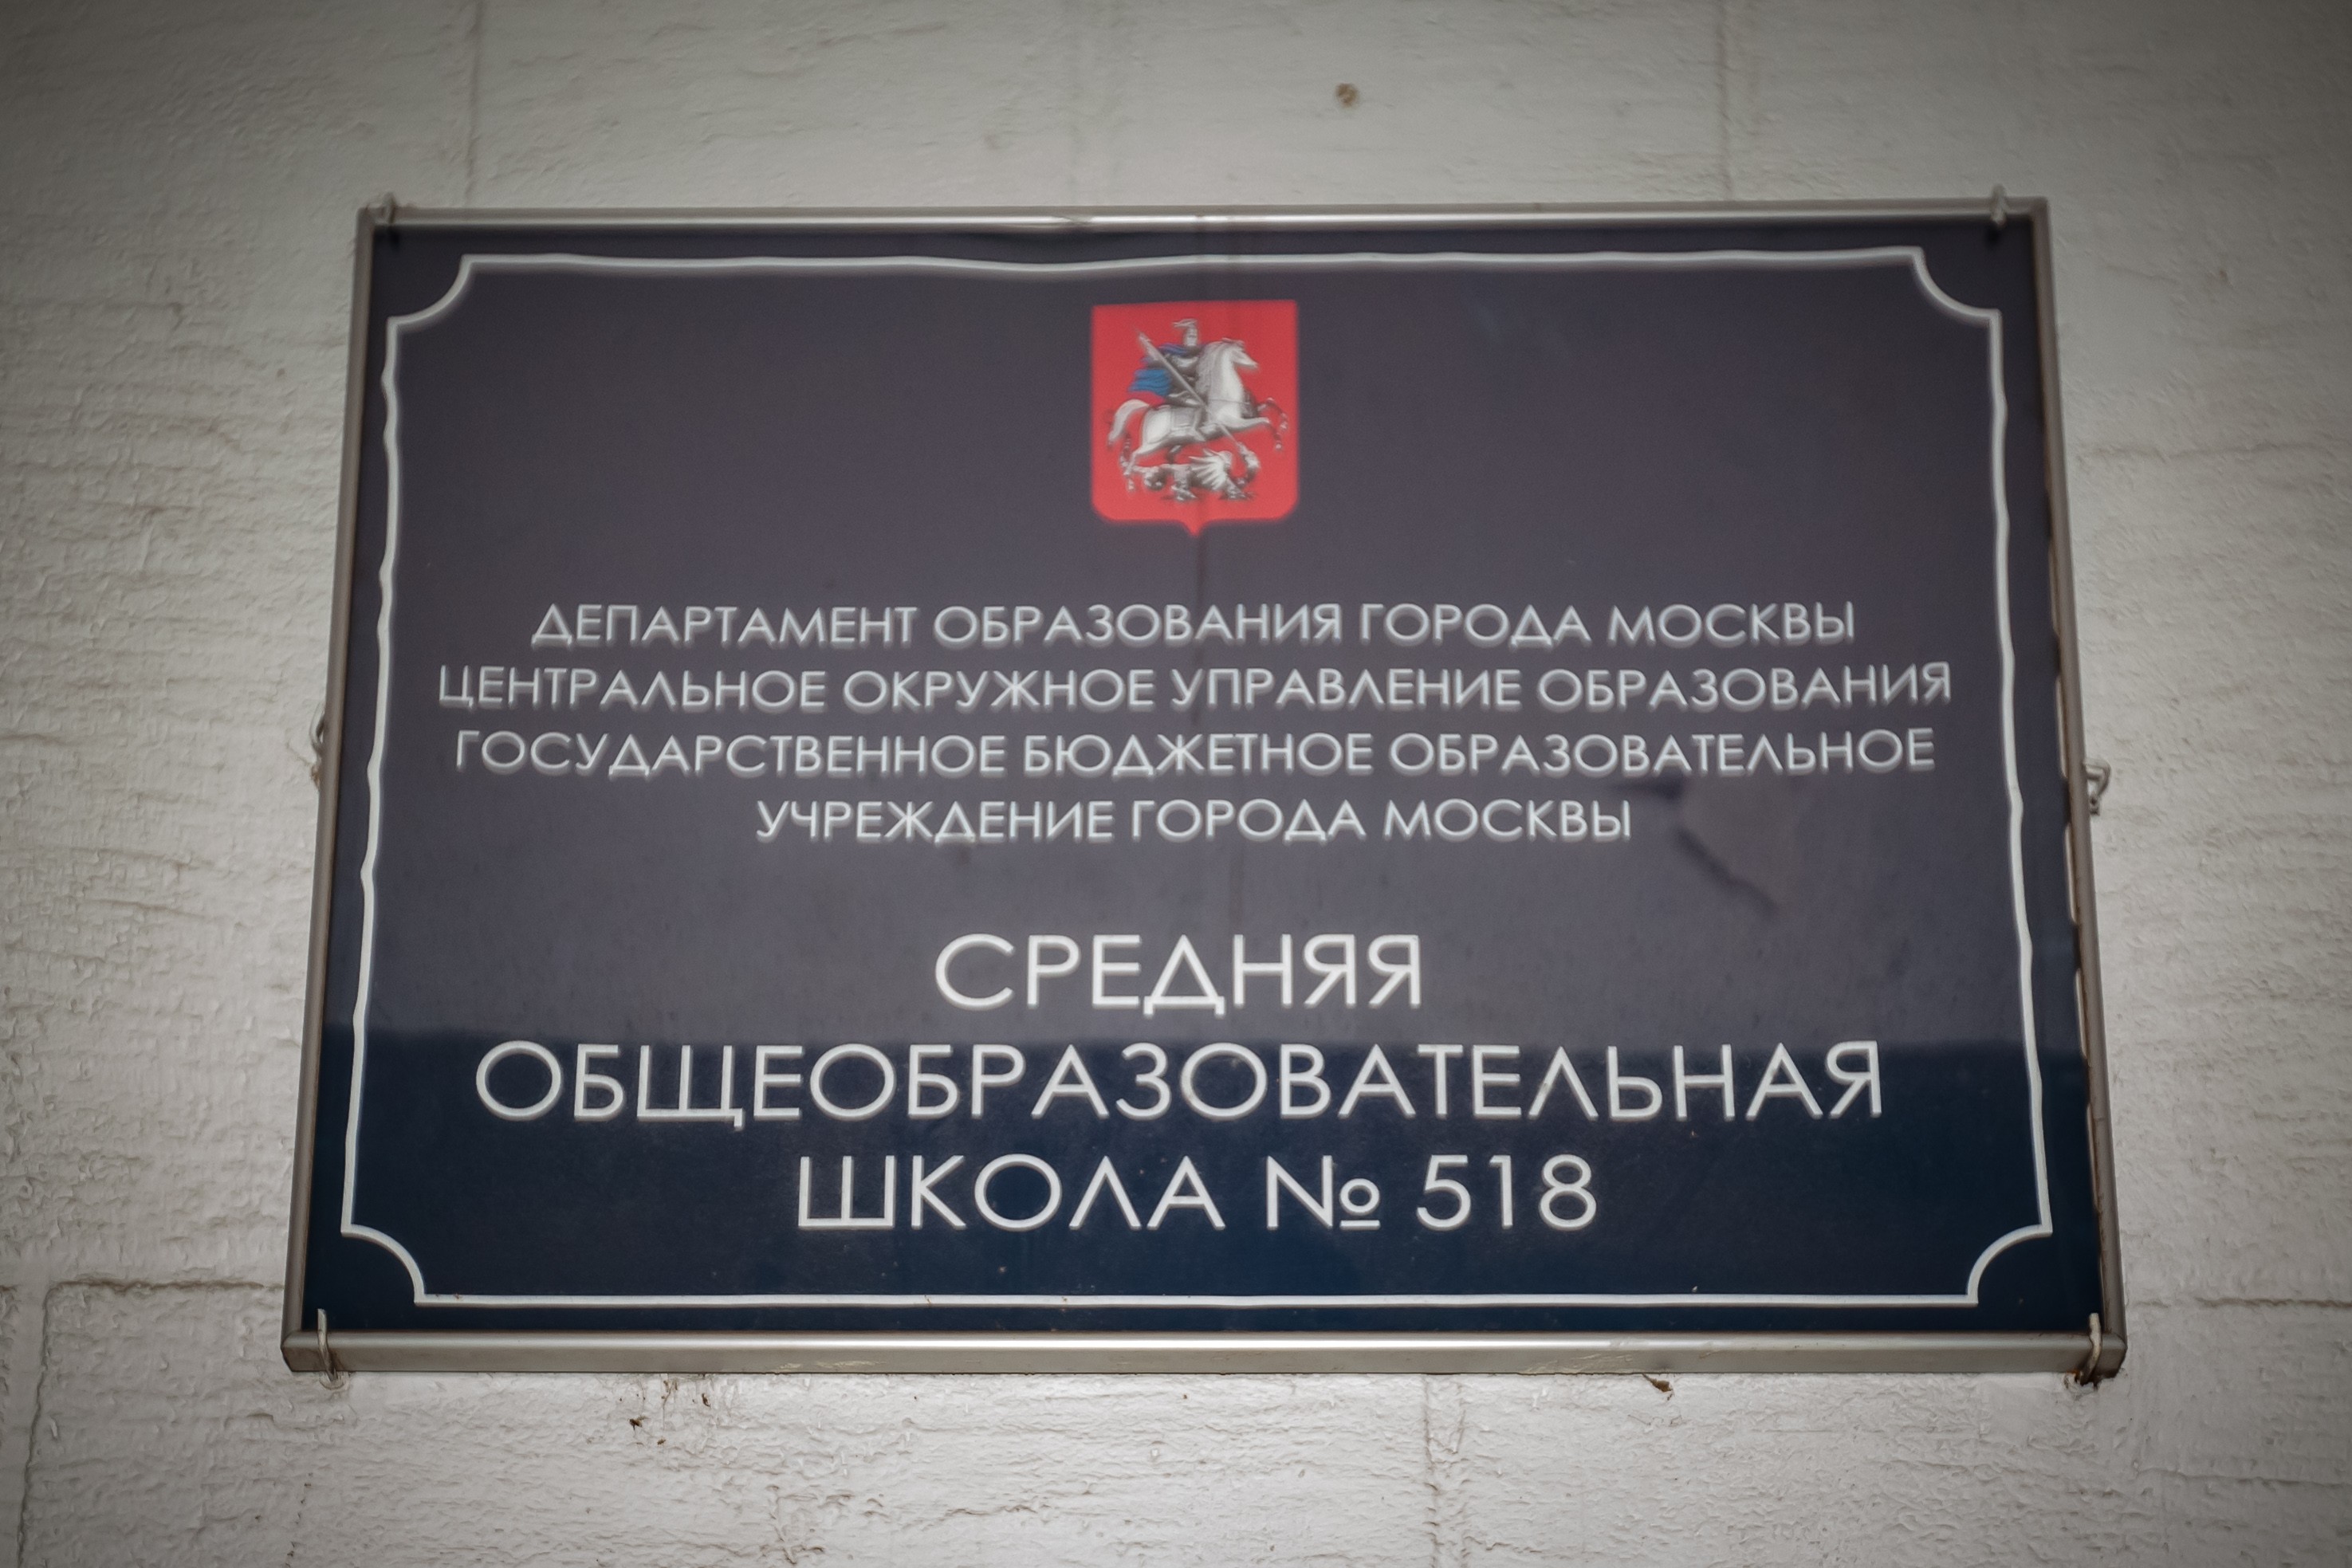 ДЕПАРТАМЕНТ ОБРАЗОВАНИЯ ГОРОДА МОСКВЫ
ЦЕНТРАЛЬНОЕ ОКРУЖНОЕ УПРАВЛЕНИЕ ОБРАЗОВАНИЯ
ГОСУДАРСТВЕННОЕ БЮДЖЕТНОЕ ОБРАЗОВАТЕЛЬНОЕ
УЧРЕЖДЕНИЕ ГОРОДА МОСКВЫ
СРЕДНЯЯ
ОБЩЕОБРАЗОВАТЕЛЬНАЯ
ШКОЛА № 518